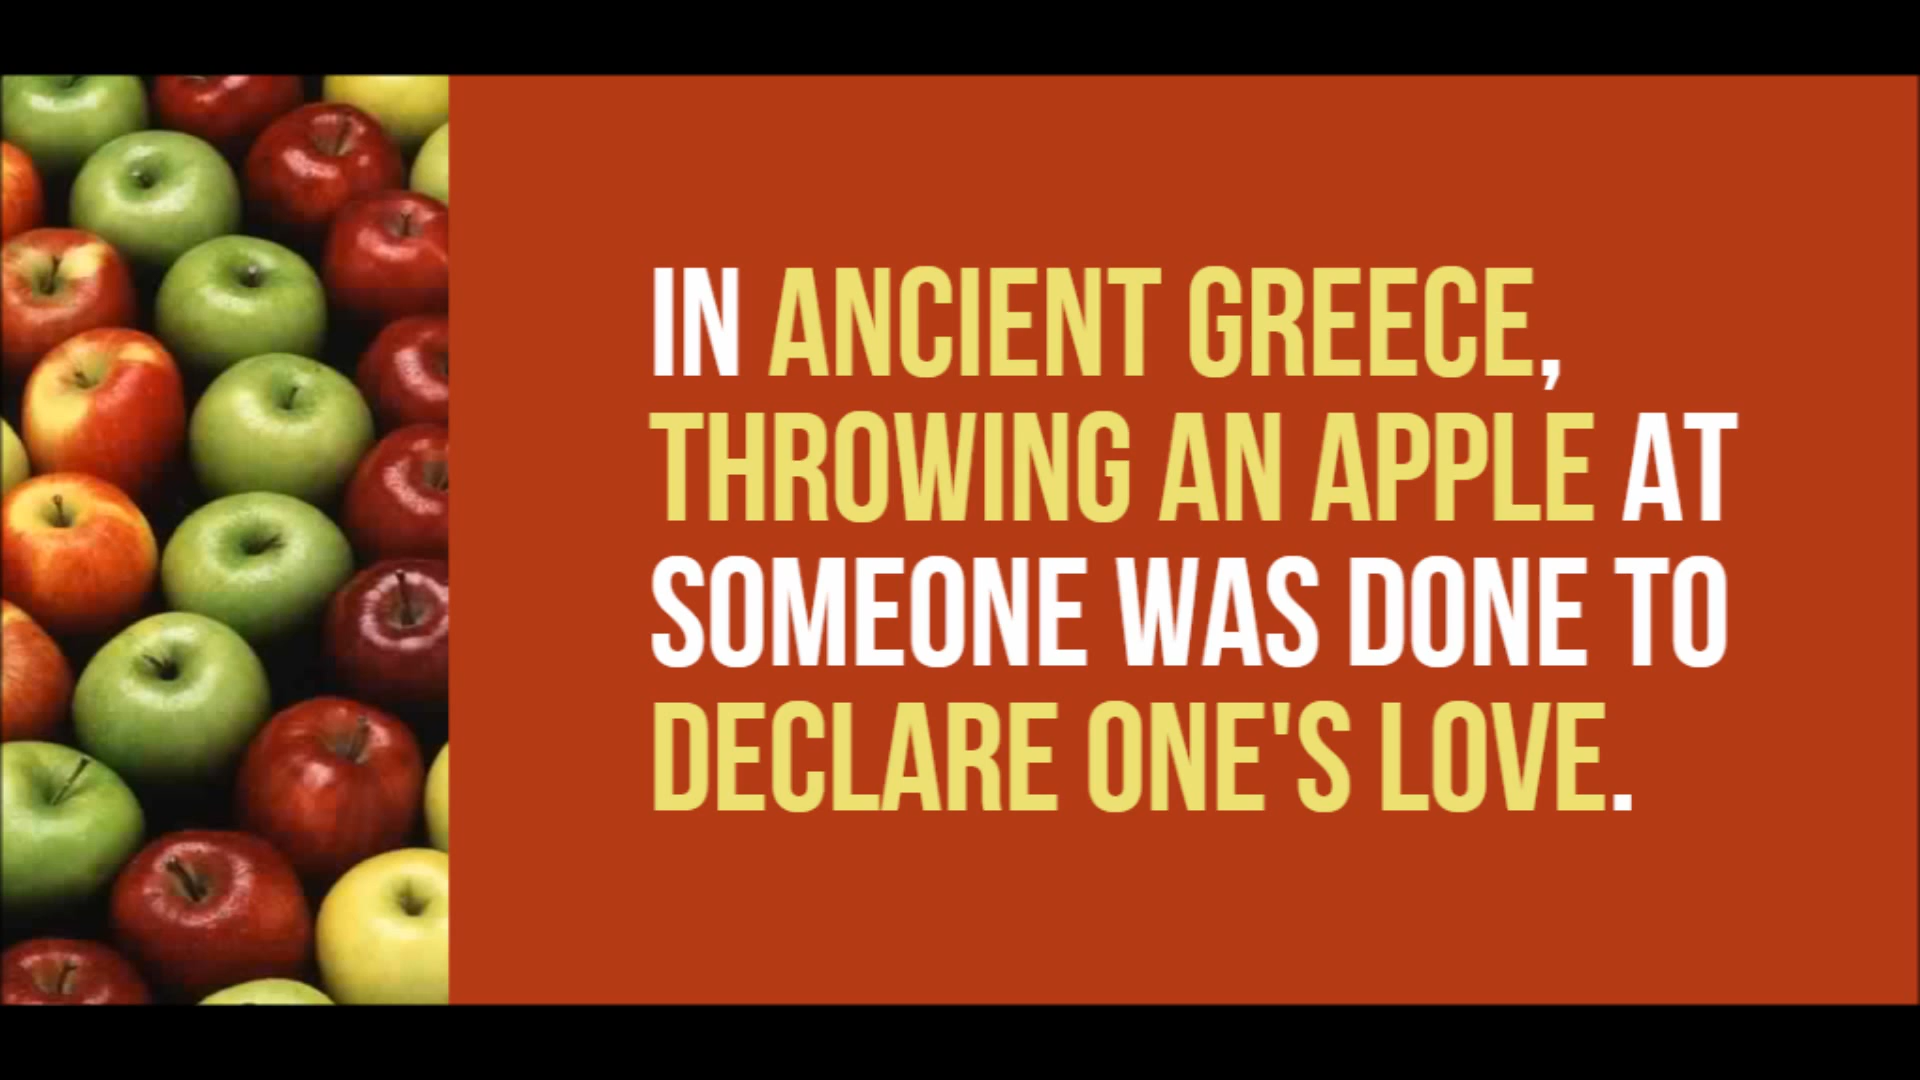 IN ANCIENT GREECE,
THROWING AN APPLE AT
SOMEONE WAS DONE TO
DECLARE ONE'S LOVE.